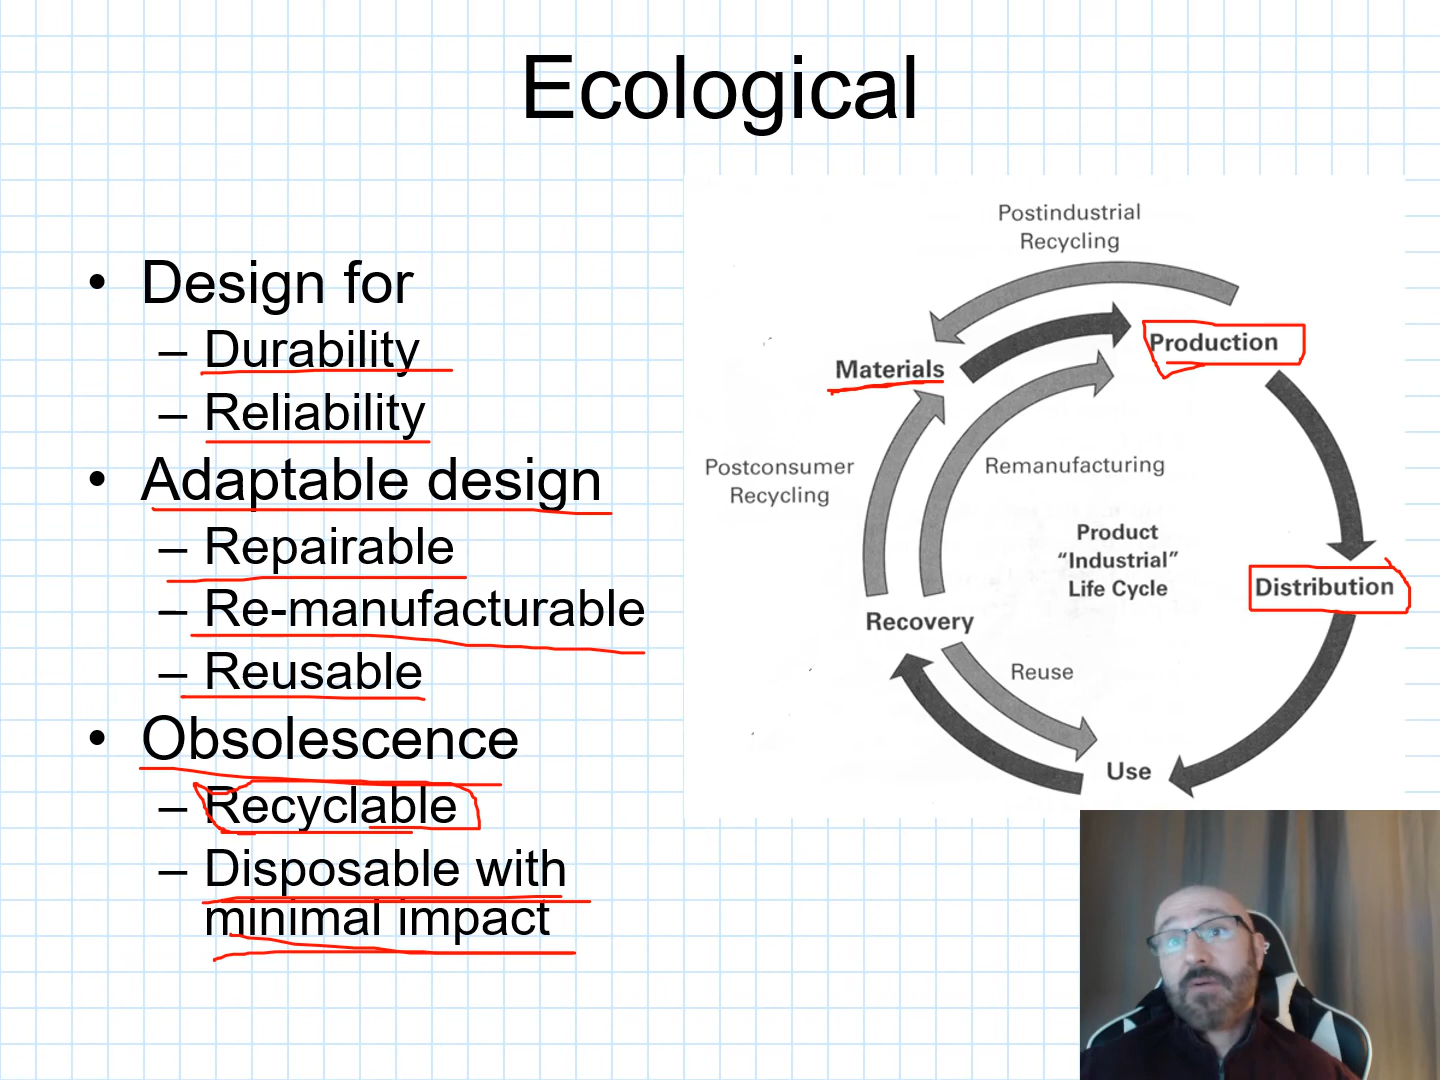 Ecological
• Design for
– Durability
– Reliability
• Adaptable design
– Repairable
– Re-manufacturable
– Reusable
• Obsolescence
– Recyclable
– Disposable with
minimal impact
Postindustrial
Recycling
Production
Materials
Postconsumer
Recycling
Remanufacturing
Product
“Industrial”
Life Cycle
Distribution
Recovery
Reuse
Use